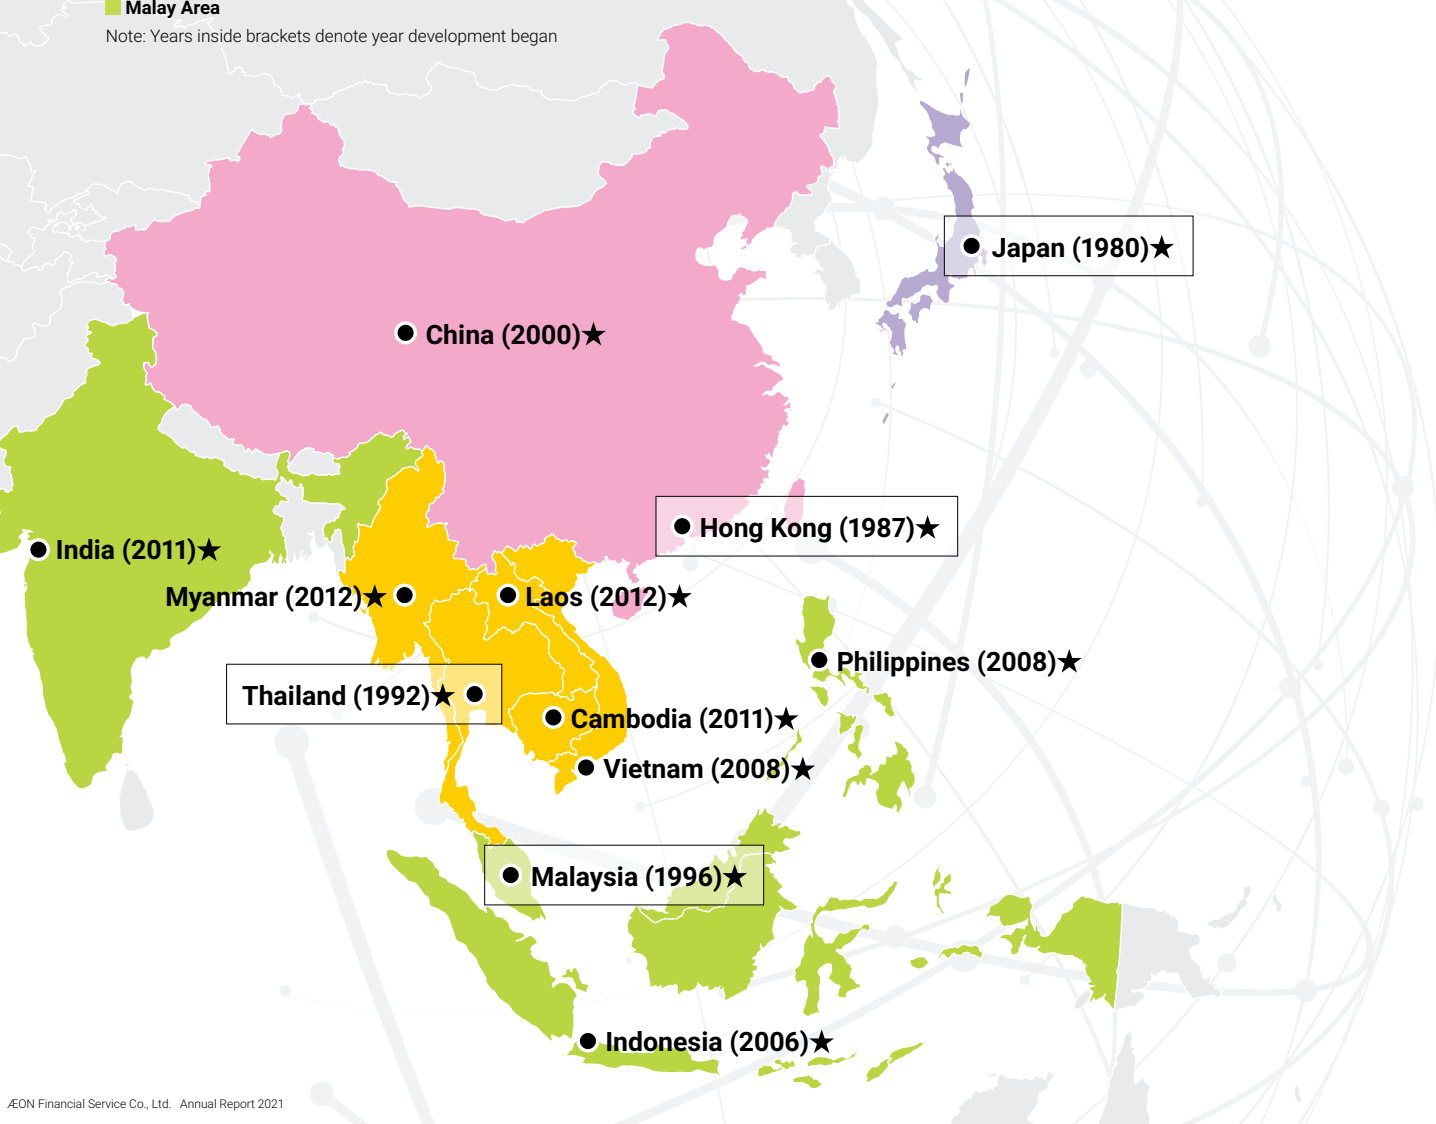 Malay Area
Note: Years inside brackets denote year development began
Japan (1980)★
China (2000)★
Hong Kong (1987)★
India (2011)★
Myanmar (2012)★
Laos (2012)★
Philippines (2008)★
Thailand (1992)★
Cambodia (2011)★
Vietnam (2008)★
Malaysia (1996)★
Indonesia (2006)★
ÆON Financial Service Co., Ltd. Annual Report 2021